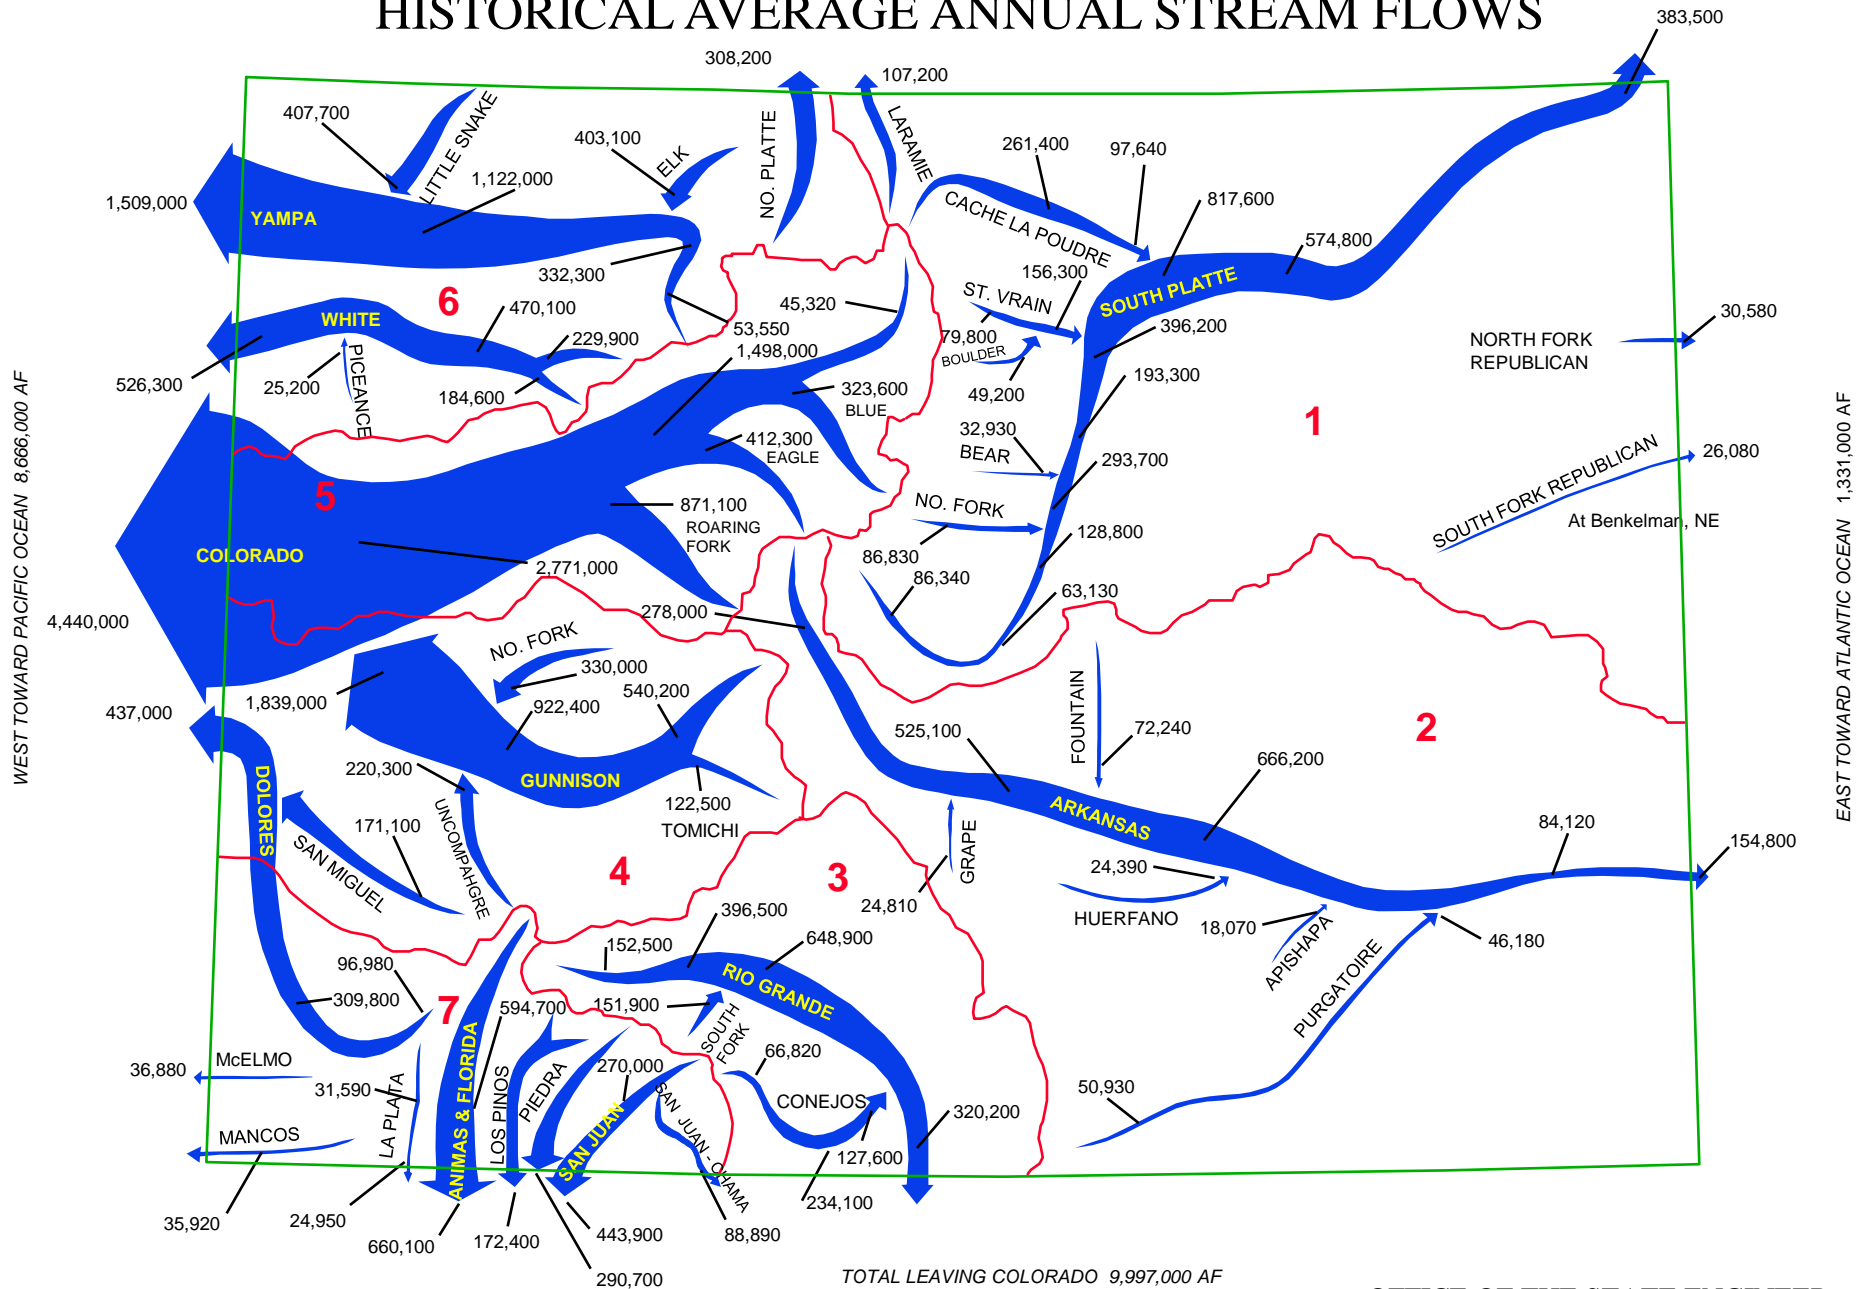 HISTORICAL AVERAGE ANNUAL STREAM FLOWS
383,500
308,200
107,200
407,700
LITTLE SNAKE
403,100
ELK
NO. PLATTE
LARAMIE
261,400
97,640
1,122,000
817,600
1,509,000
YAMPA
CACHE LA POUDRE
574,800
332,300
156,300
SOUTH PLATTE
6
470,100
45,320
ST. VRAIN
WHITE
53,550
79,800
396,200
30,580
229,900
1,498,000
BOULDER
NORTH FORK
REPUBLICAN
526,300
25,200
PICEANCE
184,600
323,600
BLUE
49,200
193,300
WEST TOWARD PACIFIC OCEAN  8,666,000 AF
EAST TOWARD ATLANTIC OCEAN  1,331,000 AF
412,300
EAGLE
32,930
BEAR
1
26,080
293,700
SOUTH FORK REPUBLICAN
5
871,100
ROARING
FORK
NO. FORK
At Benkelman, NE
COLORADO
86,830
128,800
2,771,000
86,340
63,130
278,000
4,440,000
NO. FORK
330,000
540,200
1,839,000
922,400
437,000
FOUNTAIN
72,240
2
525,100
666,200
220,300
GUNNISON
DOLORES
122,500
TOMICHI
ARKANSAS
171,100
UNCOMPAHGRE
SAN MIGUEL
84,120
154,800
GRAPE
24,390
4
3
24,810
HUERFANO
396,500
18,070
APISHAPA
46,180
152,500
648,900
PURGATOIRE
96,980
RIO GRANDE
309,800
7
594,700
151,900
SOUTH
FORK
66,820
36,880
McELMO
31,590
LA PLATA
ANIMAS & FLORIDA
LOS PINOS
PIEDRA
270,000
SAN JUAN
SAN JUAN - CHAMA
CONEJOS
50,930
320,200
MANCOS
127,600
234,100
35,920
24,950
660,100
172,400
443,900
88,890
290,700
TOTAL LEAVING COLORADO  9,997,000 AF
OFFICE OF THE STATE ENGINEER